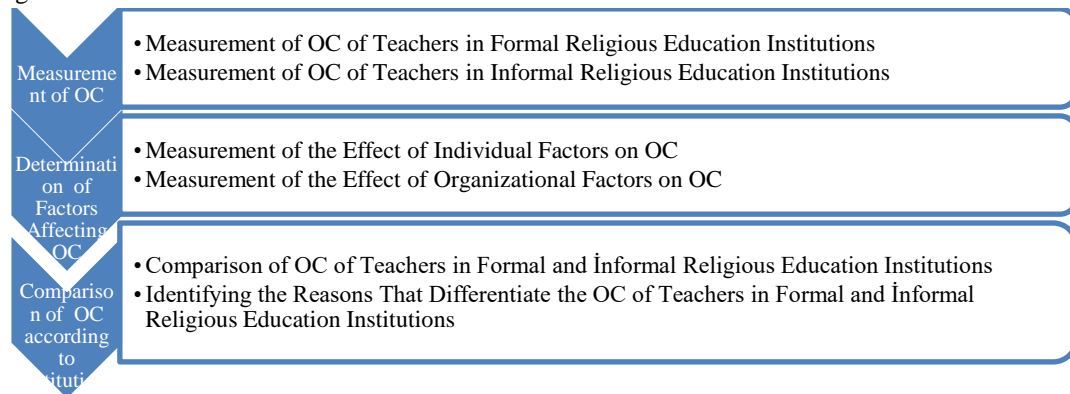 Measureme
nt of OC
• Measurement of OC of Teachers in Formal Religious Education Institutions
• Measurement of OC of Teachers in Informal Religious Education Institutions
Determinati
on of
Factors
Affecting
OC
• Measurement of the Effect of Individual Factors on OC
• Measurement of the Effect of Organizational Factors on OC
Compariso
n of OC
according
to
• Comparison of OC of Teachers in Formal and İnformal Religious Education Institutions
• Identifying the Reasons That Differentiate the OC of Teachers in Formal and İnformal
Religious Education Institutions